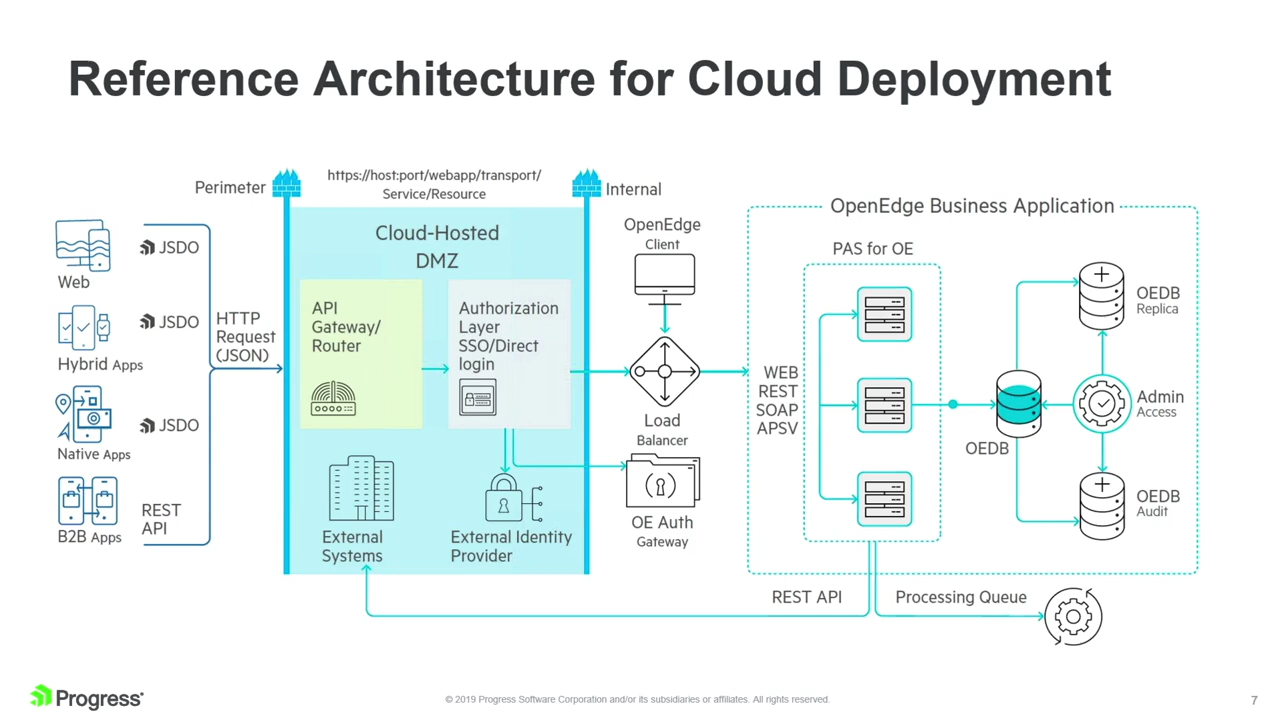 Reference Architecture for Cloud Deployment
Perimeter
https://host:port/webapp/transport/
Service/Resource
Internal
Web
JSDO
Hybrid Apps
JSDO
Native Apps
JSDO
B2B Apps
REST
API
HTTP
Request
(JSON)
Cloud-Hosted
DMZ
API
Gateway/
Router
Authorization
Layer
SSO/Direct
login
External
Systems
External Identity
Provider
OpenEdge
Client
Load
Balancer
OE Auth
Gateway
OpenEdge Business Application
PAS for OE
WEB
REST
SOAP
APSV
OEDB
OEDB
Replica
Admin
Access
OEDB
Audit
REST API
Processing Queue
Progress
© 2019 Progress Software Corporation and/or its subsidiaries or affiliates. All rights reserved.
7